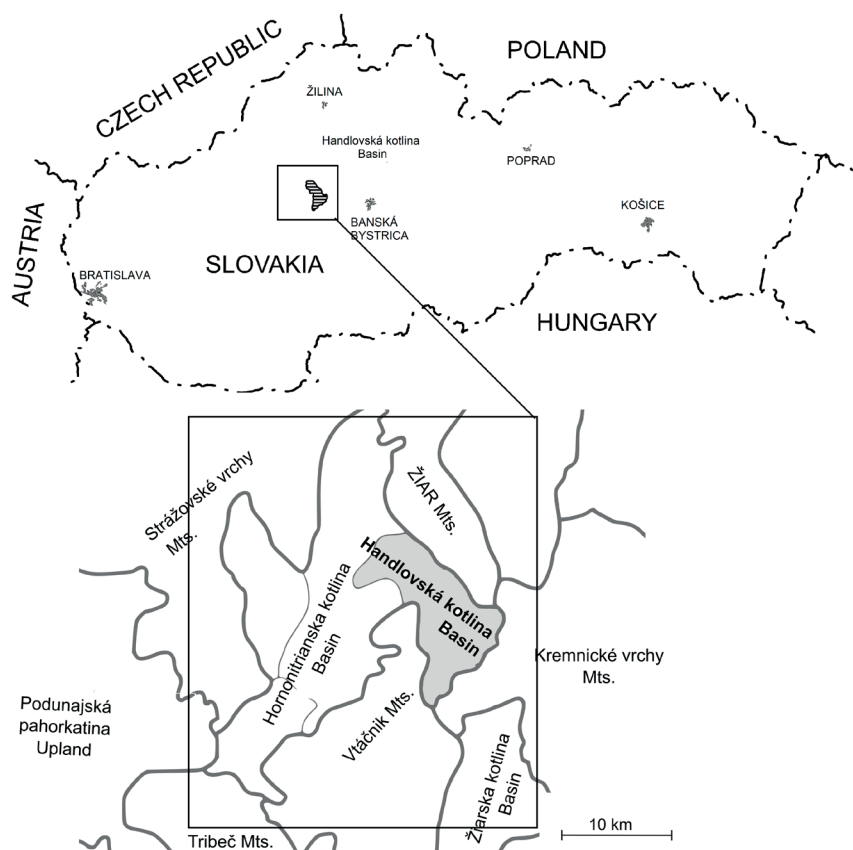 CZECH REPUBLIC
POLAND
ŽILINA
Handlovská kotlina
Basin
POPRAD
KOŠICE
BANSKÁ
BYSTRICA
AUSTRIA
SLOVAKIA
BRATISLAVA
HUNGARY
Strážovské vrchy
Mts.
ŽIAR Mts.
Handlovská kotlina
Basin
Hornonitrianska kotlina
Basin
Kremnické vrchy
Mts.
Podunajská
pahorkatina
Upland
Vtáčnik Mts.
Žiarska kotlina
Basin
Tribeč Mts.
10 km